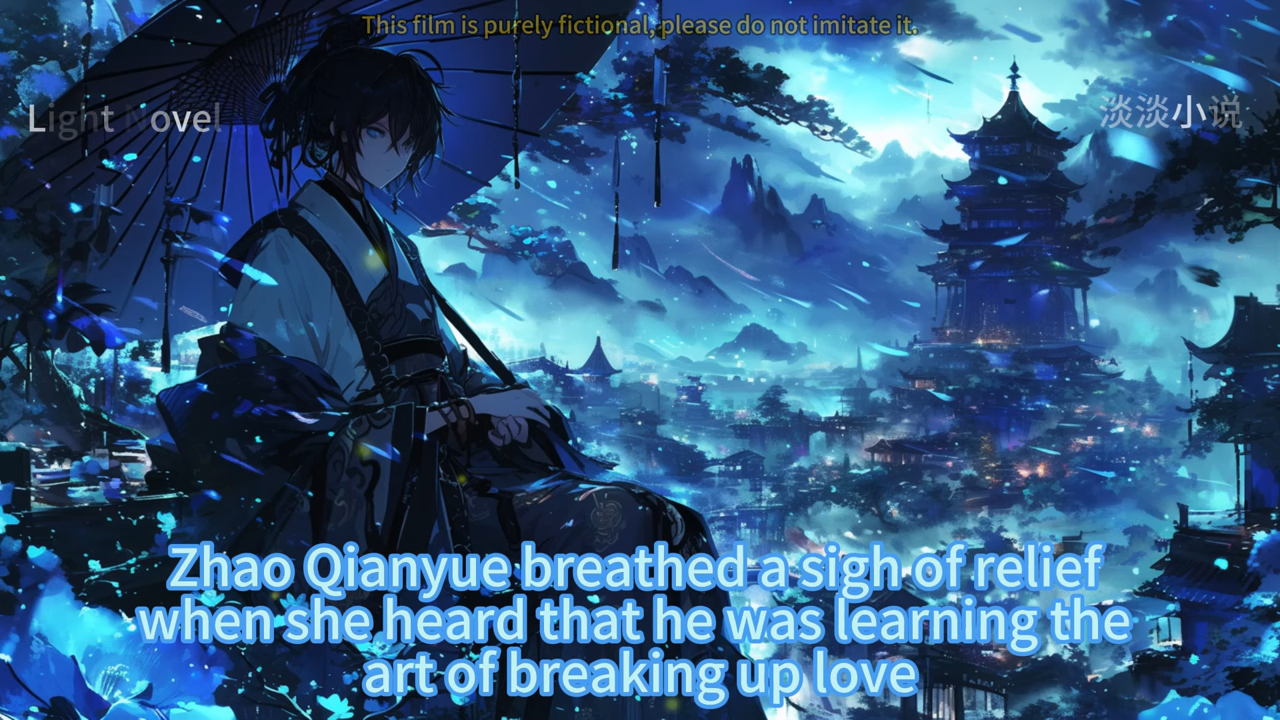 This film is purely fictional, please do not imitate it.
Light Novel
淡淡小说
Zhao Qianyue breathed a sigh of relief
when she heard that he was learning the
art of breaking up love